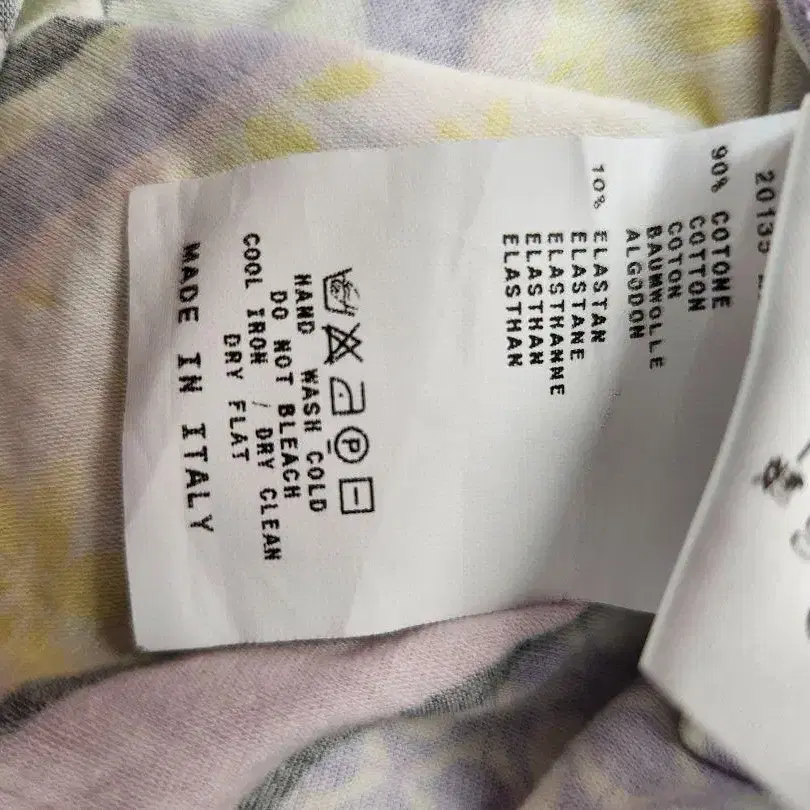 20135
90% COTONE
COTTON
COTON
BAUMWOLLE
ALGODON
10% ELASTAN
ELASTANE
ELASTHANNE
ELASTHAN
ELASTHAN
P
HAND WASH COLD
DO NOT BLEACH
COOL IRON / DRY CLEAN
DRY FLAT
MADE IN ITALY